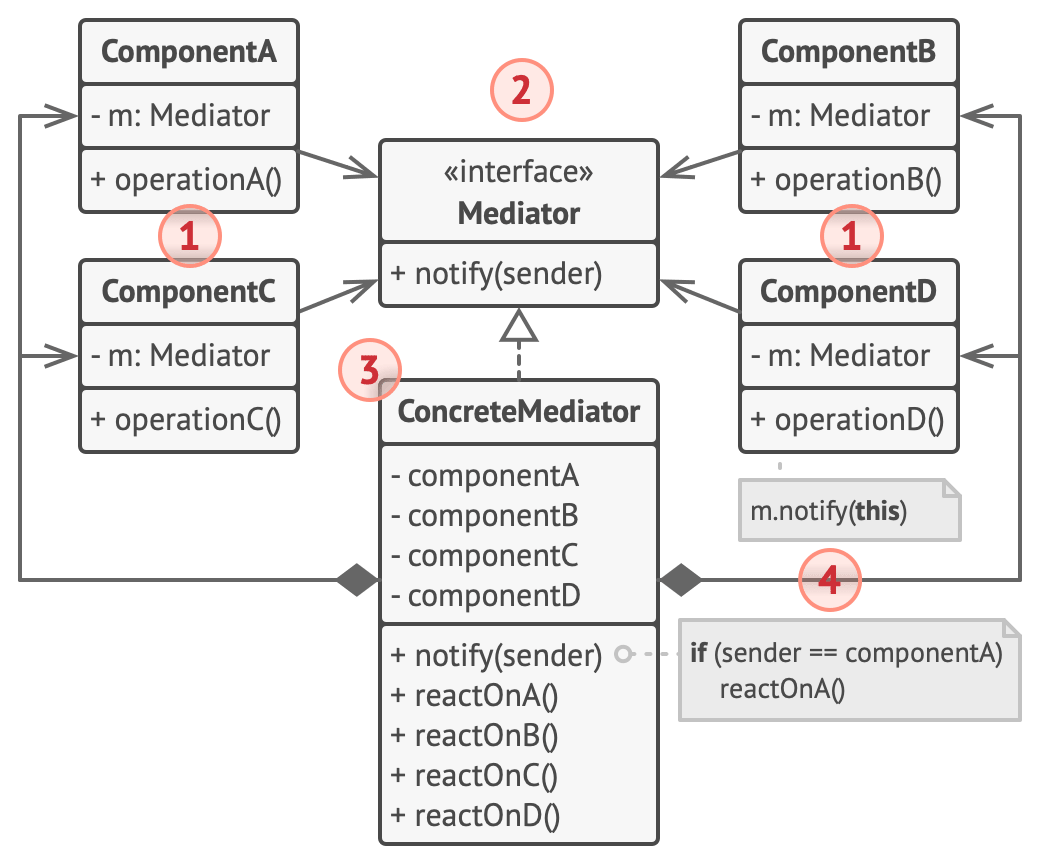 ComponentA
- m: Mediator
+ operationA()
1
ComponentC
- m: Mediator
+ operationC()
2
«interface»
Mediator
+ notify(sender)
3
ConcreteMediator
- componentA
- componentB
- componentC
- componentD
+ notify(sender)
+ reactOnA()
+ reactOnB()
+ reactOnC()
+ reactOnD()
ComponentB
- m: Mediator
+ operationB()
1
ComponentD
- m: Mediator
+ operationD()
m.notify(this)
4
if (sender == componentA)
reactOnA()